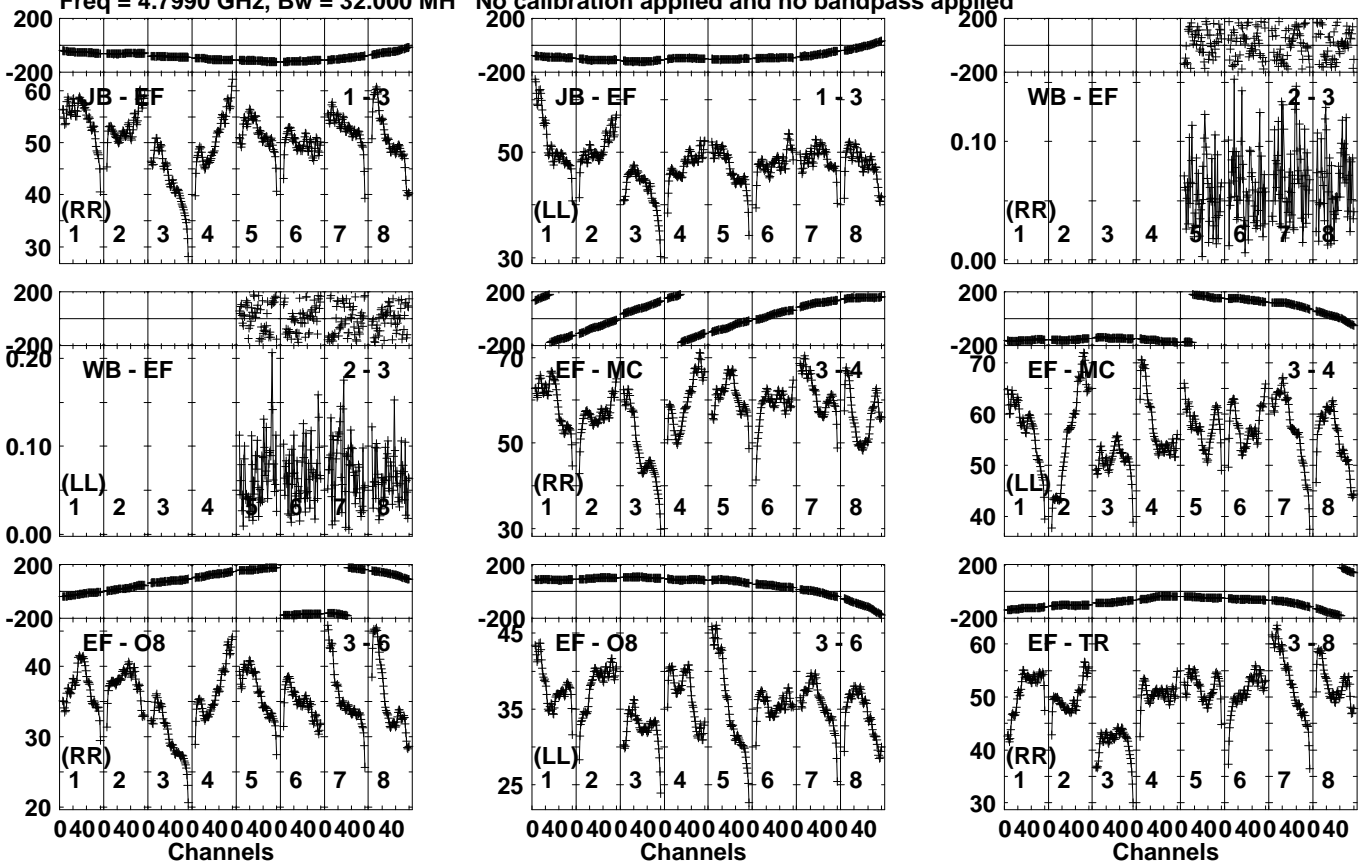 Freq = 4.7990 GHz, Bw = 32.000 MH No calibration applied and no bandpass applied
200
-200
60
50
40
30
JB - EF 1 - 3
(RR)
1 2 3 4 5 6 7 8
200
-200
50
30
JB - EF 1 - 3
(LL)
1 2 3 4 5 6 7 8
200
-200
0.10
0.00
WB - EF 2 - 3
(RR)
1 2 3 4 5 6 7 8
200
-200
0.20
0.10
0.00
WB - EF 2 - 3
(LL)
1 2 3 4 5 6 7 8
200
-200
70
50
30
EF - MC 3 - 4
(RR)
1 2 3 4 5 6 7 8
200
-200
70
60
50
40
EF - MC 3 - 4
(LL)
1 2 3 4 5 6 7 8
200
-200
40
30
20
EF - O8 3 - 6
(RR)
1 2 3 4 5 6 7 8
0 40 0 40 0 40 0 40 0 40 0 40 0 40 0 40
Channels
200
-200
45
35
25
EF - O8 3 - 6
(LL)
1 2 3 4 5 6 7 8
0 40 0 40 0 40 0 40 0 40 0 40 0 40 0 40
Channels
200
-200
60
50
40
30
EF - TR 3 - 8
(RR)
1 2 3 4 5 6 7 8
0 40 0 40 0 40 0 40 0 40 0 40 0 40 0 40
Channels